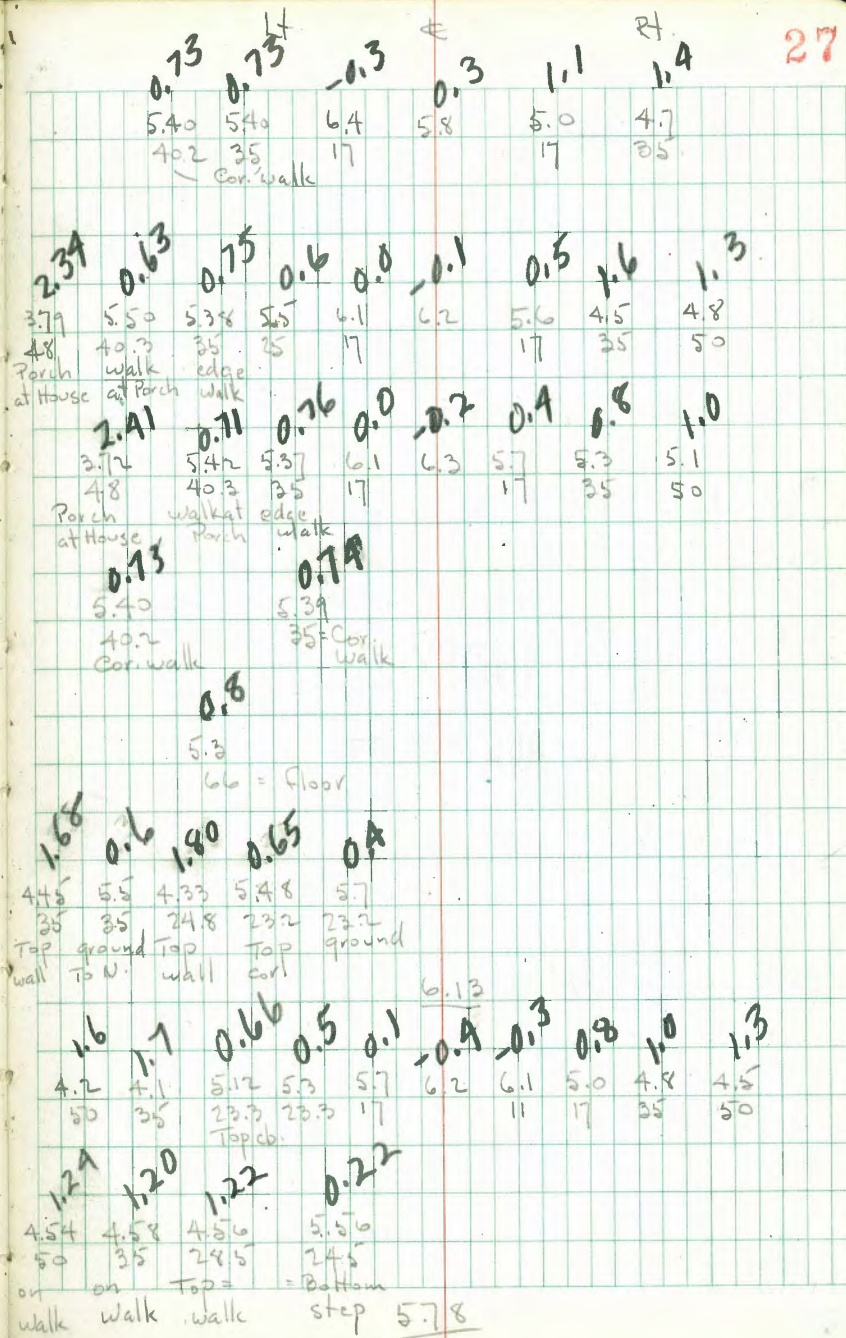 Lt ℄ Rt 27
0.73 0.73 -0.3 0.3 1.1 1.4
5.40 5.40 6.4 5.8 5.0 4.7
40.2 35 17 17 35
Cor. walk
2.34 0.63 0.75 0.6 0.0 -0.1 0.5 1.6 1.3
3.79 5.50 5.38 5.5 6.1 6.2 5.6 4.5 4.8
48 40.3 35 25 17 17 35 50
Porch walk edge
at House at Porch walk
2.41 0.71 0.76 0.0 -0.2 0.4 0.8 1.0
3.72 5.42 5.37 6.1 6.3 5.7 5.3 5.1
48 40.3 35 17 17 35 50
Porch walk at edge
at House Porch walk
0.73 0.74
5.40 5.39
40.2 35 = Cor.
Cor. walk walk
0.8
5.3
66 = floor
1.68 0.6 1.80 0.65 0.4
4.45 5.5 4.33 5.48 5.7
35 35 24.8 23.2 23.2
Top ground Top Top ground
wall To N. wall
6.13
1.6 1.7 0.66 0.5 0.1 -0.4 -0.3 0.8 1.0 1.3
4.2 4.1 5.12 5.3 5.7 6.2 6.1 5.0 4.8 4.5
50 35 23.3 23.3 17 11 17 35 50
Top cb.
1.24 1.20 1.22 0.22
4.54 4.58 4.56 5.56
50 35 28.5 24.5
on on Top = = Bottom
walk walk walk step 5.78